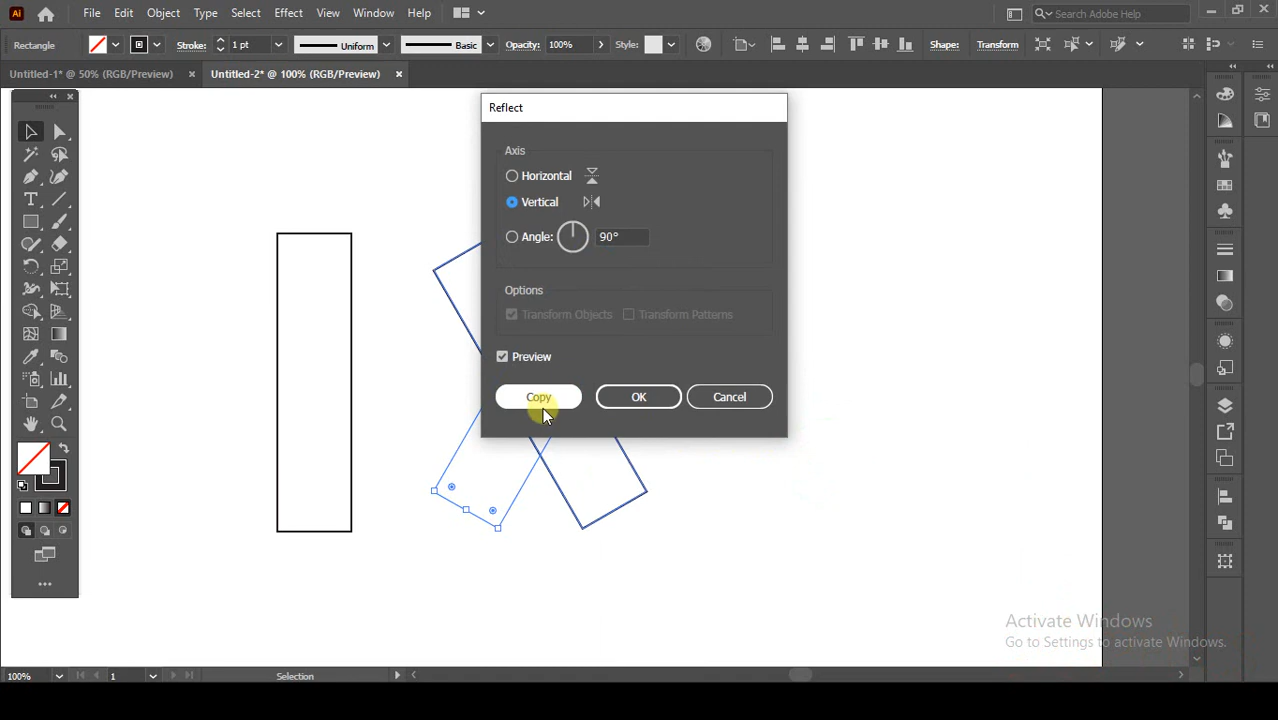 Ai File Edit Object Type Select Effect View Window Help Search Adobe Help
Rectangle Stroke: 1 pt Uniform Basic Opacity: 100% Style: Shape: Transform
Untitled-1* @ 50% (RGB/Preview) Untitled-2* @ 100% (RGB/Preview)
Reflect
Axis
Horizontal
Vertical
Angle: 90°
Options
Transform Objects Transform Patterns
Preview
Copy OK Cancel
Activate Windows
Go to Settings to activate Windows.
100% 1 Selection